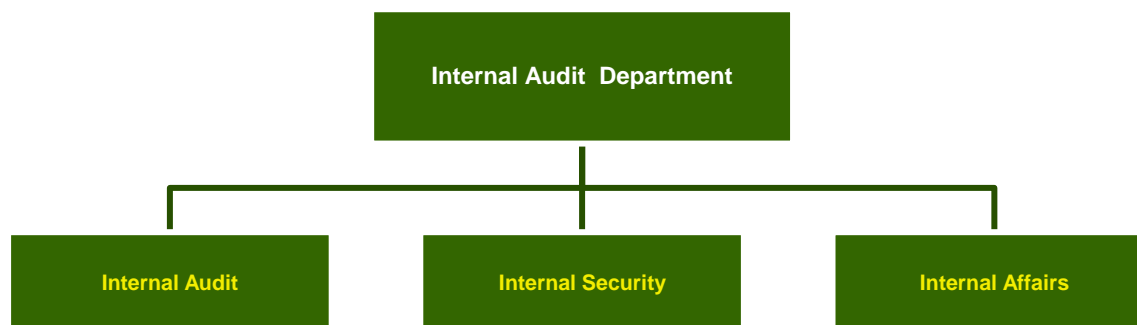 Internal Audit  Department
Internal Audit
Internal Security
Internal Affairs